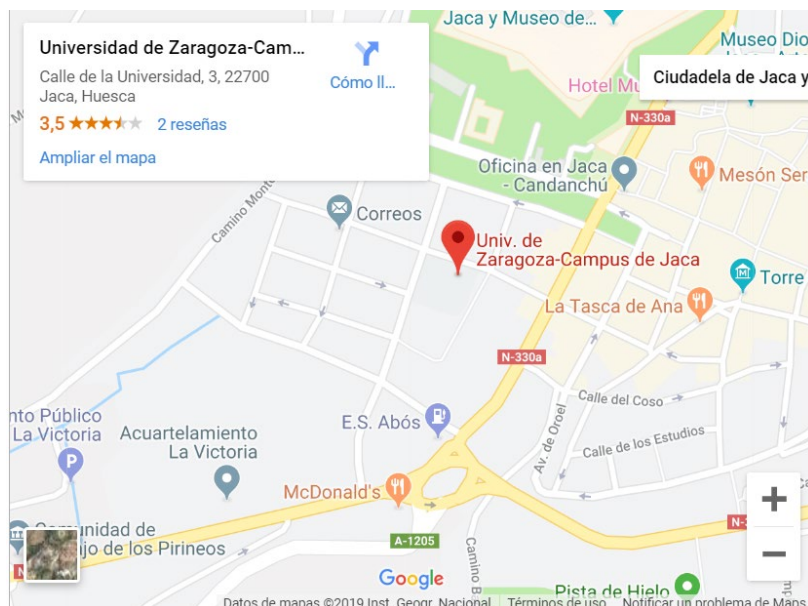 Jaca y Museo de...
Universidad de Zaragoza-Cam...
Calle de la Universidad, 3, 22700
Jaca, Huesca
3,5
2 reseñas
Ampliar el mapa
Cómo ll...
Museo Dio
Hotel Mu
Ciudadela de Jaca y
N-330a
Oficina en Jaca
- Candanchú
Mesón Ser
Camino Monte
Correos
Univ. de
Zaragoza-Campus de Jaca
Torre
La Tasca de Ana
N-330a
Calle del Coso
E.S. Abós
Av. de Oroel
Calle de los Estudios
nto Público
La Victoria
P
Acuartelamiento
La Victoria
McDonald's
Comunidad de
jo de los Pirineos
A-1205
Camino B
Google
Pista de Hielo
Datos de mapas ©2019 Inst. Geogr. Nacional
Términos de uso
Notificar un problema de Maps